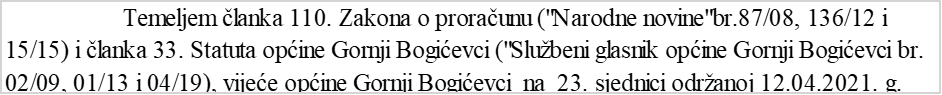 Temeljem članka 110. Zakona o proračunu ("Narodne novine"br.87/08, 136/12 i
15/15) i članka 33. Statuta općine Gornji Bogićevci ("Službeni glasnik općine Gornji Bogićevci br.
02/09, 01/13 i 04/19), vijeće općine Gornji Bogićevci na 23. sjednici održanoj 12.04.2021. g.